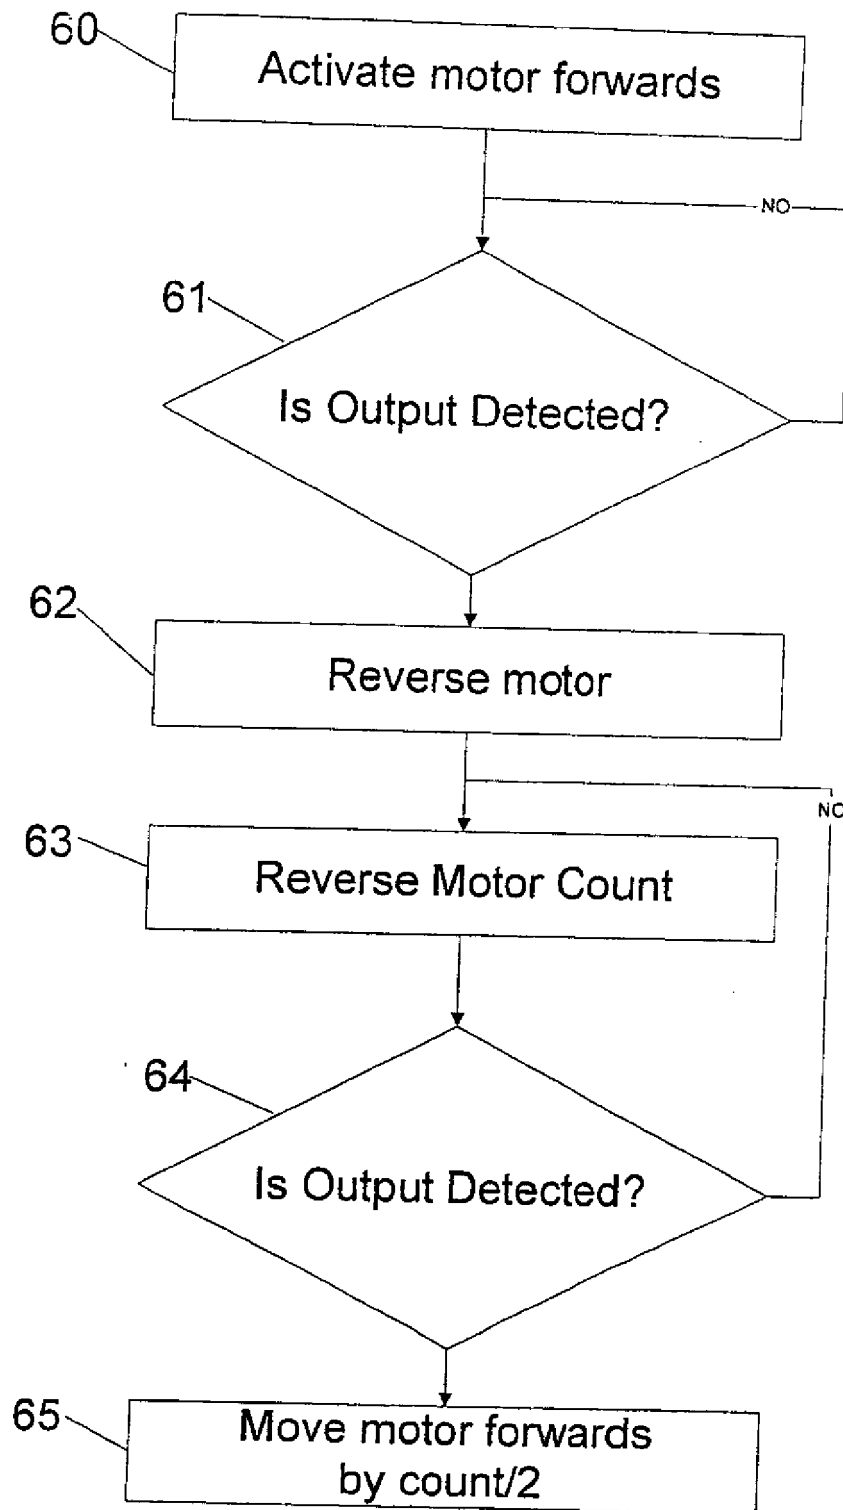 60
Activate motor forwards
NO
61
Is Output Detected?
62
Reverse motor
NO
63
Reverse Motor Count
64
Is Output Detected?
65
Move motor forwards
by count/2